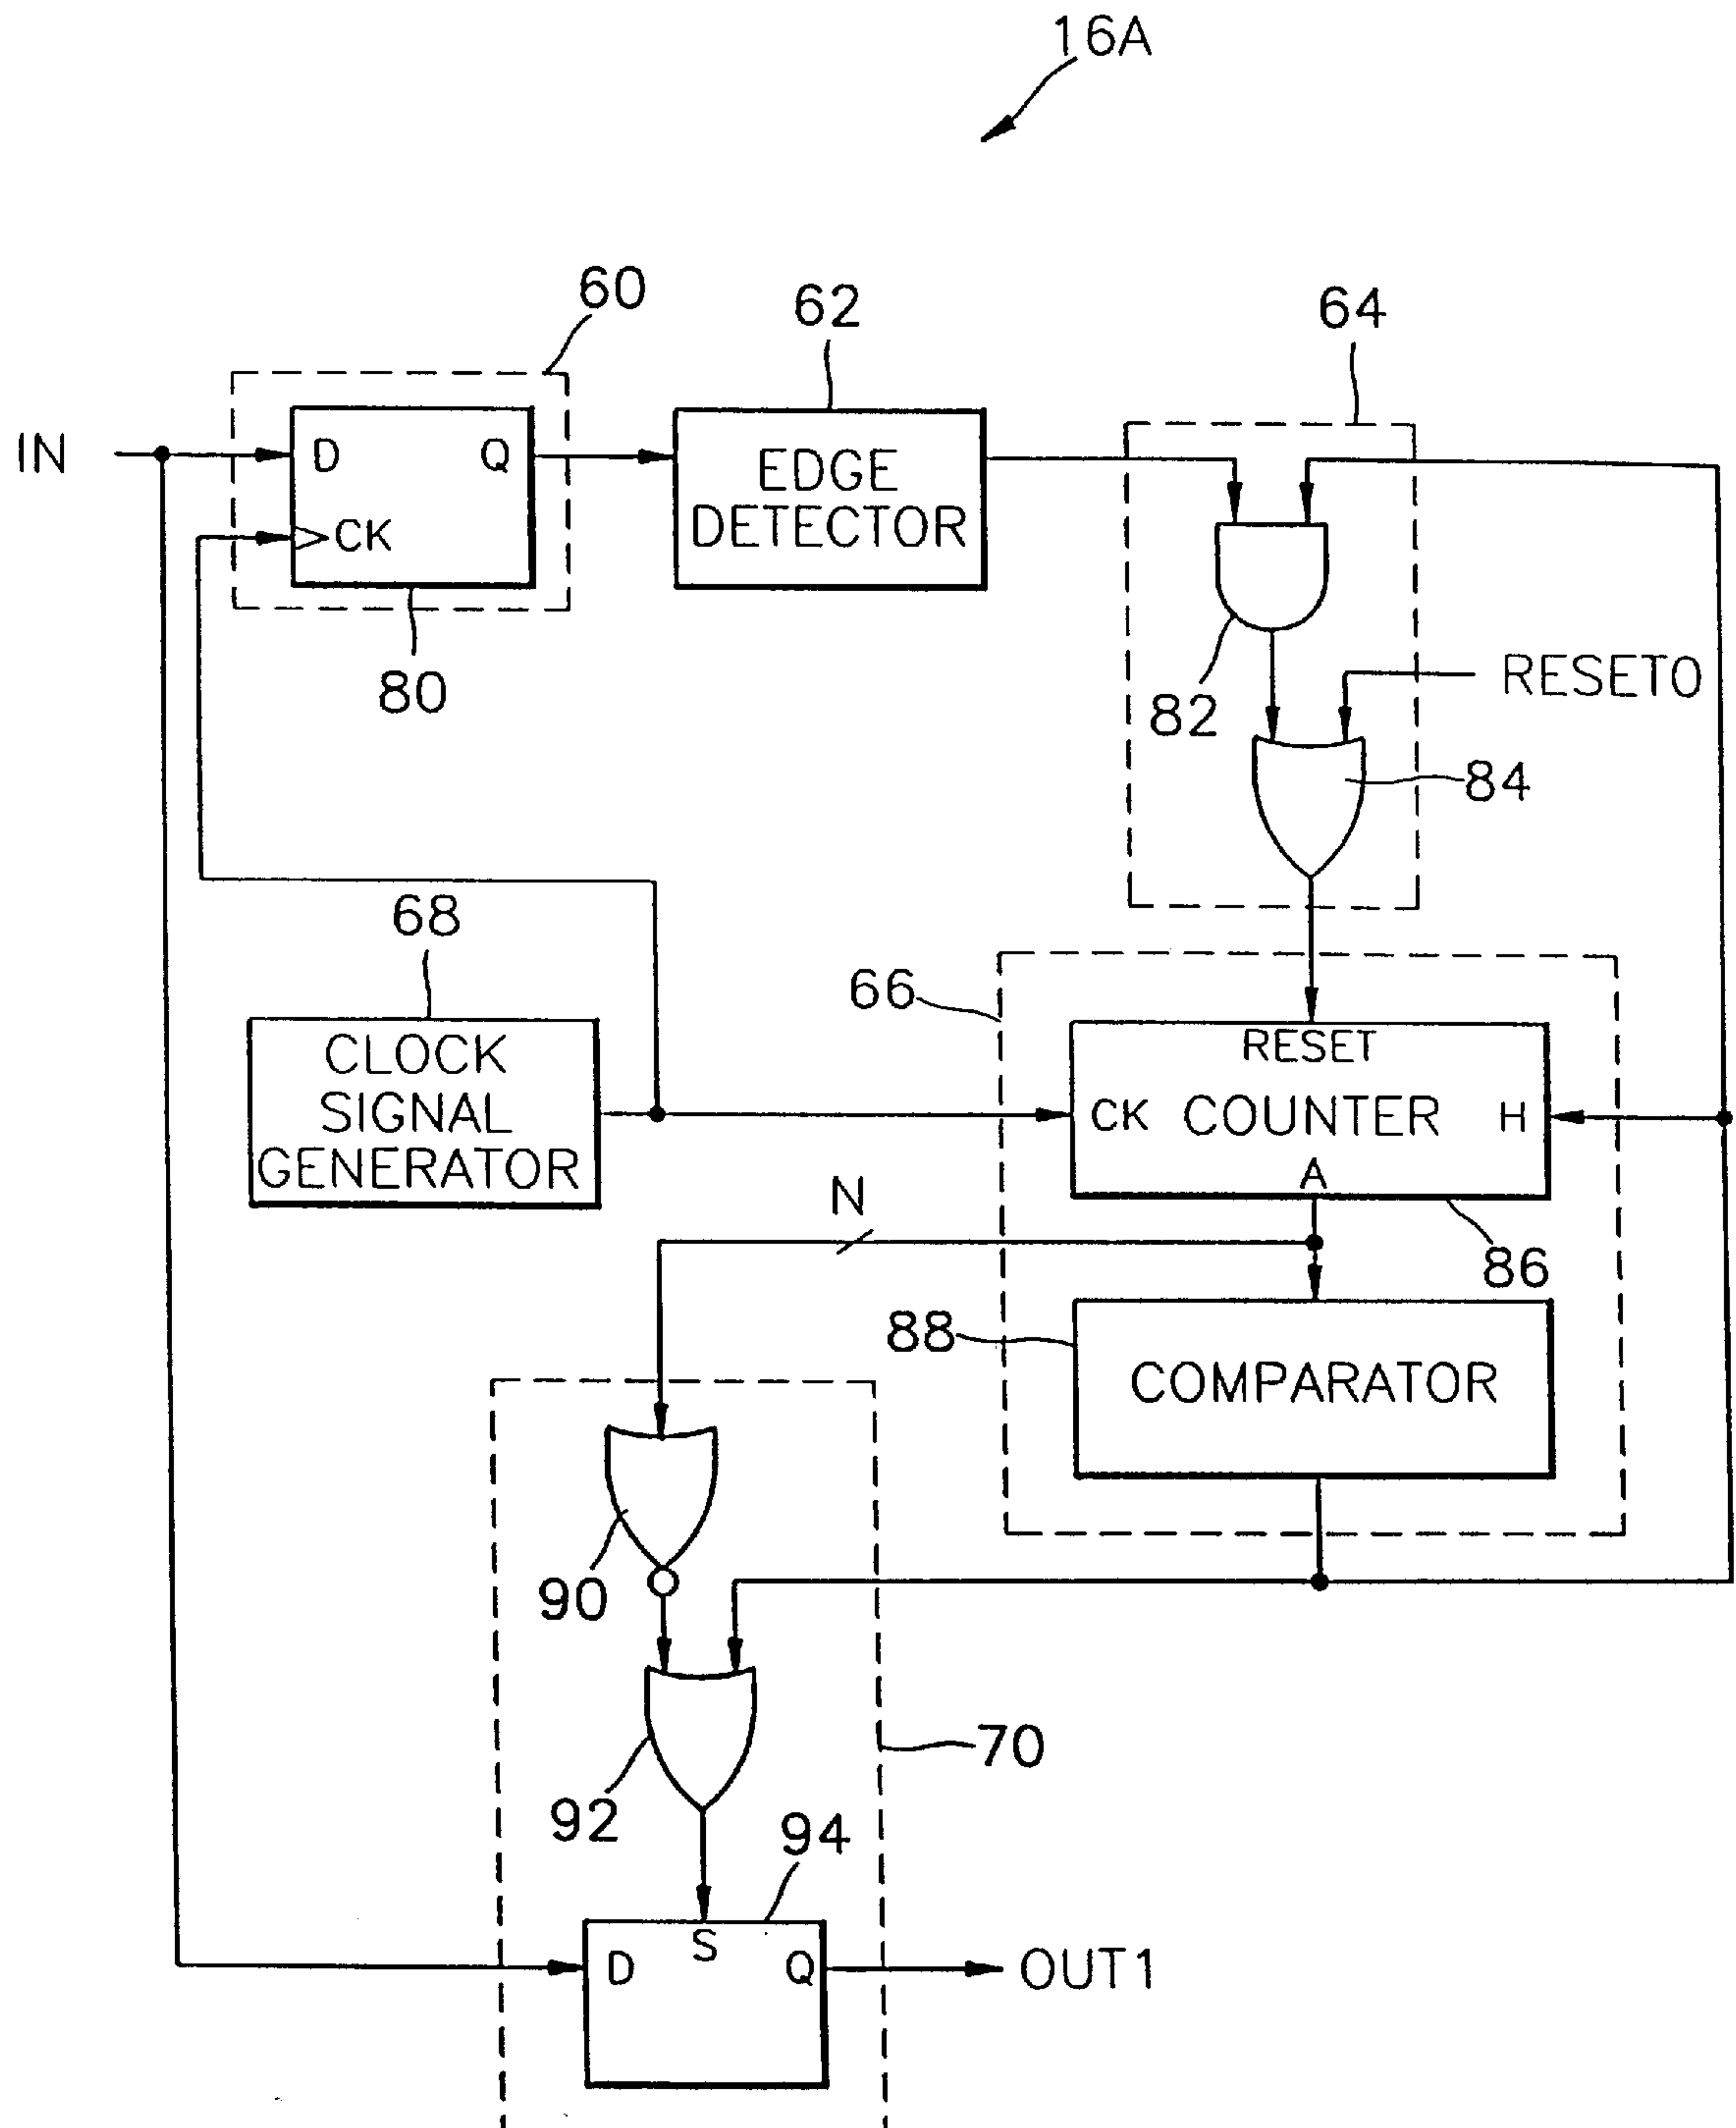 16A
60
62
64
IN
D
Q
CK
EDGE
DETECTOR
80
82
RESET0
84
68
66
CLOCK
SIGNAL
GENERATOR
RESET
CK
COUNTER
H
A
N
86
88
COMPARATOR
90
70
92
94
S
D
Q
OUT1